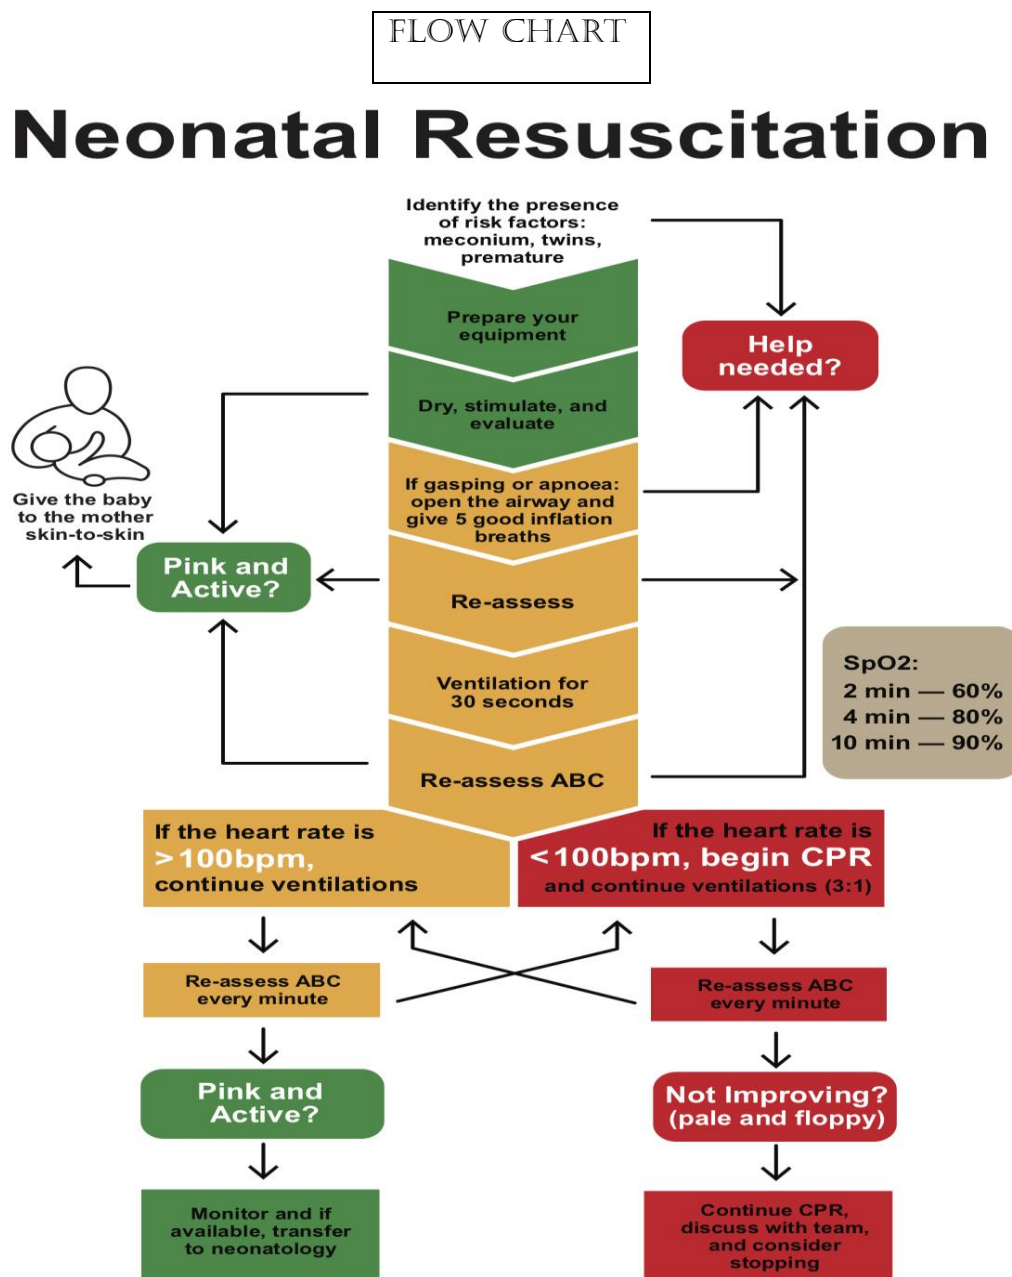 FLOW CHART
Neonatal Resuscitation
Identify the presence
of risk factors:
meconium, twins,
premature
Prepare your
equipment
Help
needed?
Dry, stimulate, and
evaluate
If gasping or apnoea:
open the airway and
give 5 good inflation
breaths
Give the baby
to the mother
skin-to-skin
Pink and
Active?
Re-assess
Ventilation for
30 seconds
SpO2:
2 min — 60%
4 min — 80%
10 min — 90%
Re-assess ABC
If the heart rate is
>100bpm,
continue ventilations
If the heart rate is
<100bpm, begin CPR
and continue ventilations (3:1)
Re-assess ABC
every minute
Re-assess ABC
every minute
Pink and
Active?
Not Improving?
(pale and floppy)
Monitor and if
available, transfer
to neonatology
Continue CPR,
discuss with team,
and consider
stopping